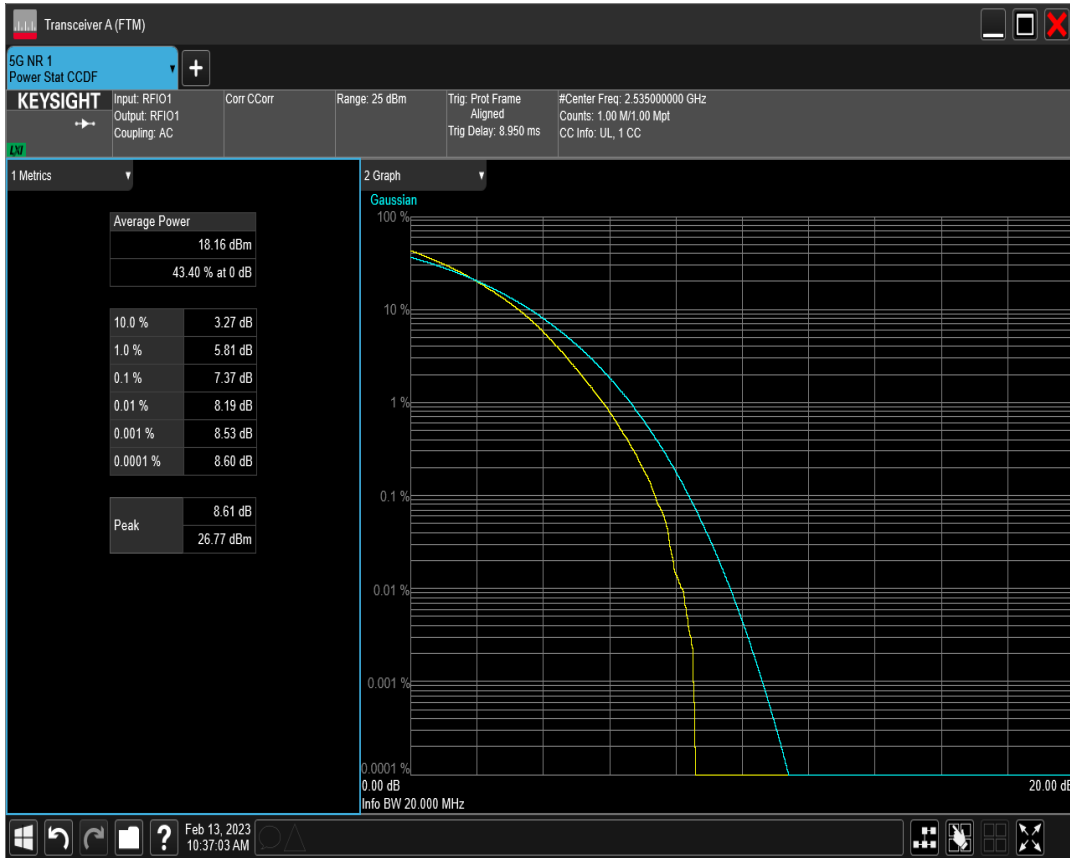 Transceiver A (FTM)
5G NR 1
Power Stat CCDF
+
KEYSIGHT
LXI
Input: RFIO1
Output: RFIO1
Coupling: AC
Corr CCorr
Range: 25 dBm
Trig: Prot Frame
Aligned
Trig Delay: 8.950 ms
#Center Freq: 2.535000000 GHz
Counts: 1.00 M/1.00 Mpt
CC Info: UL, 1 CC
1 Metrics
Average Power
18.16 dBm
43.40 % at 0 dB
10.0 % 3.27 dB
1.0 % 5.81 dB
0.1 % 7.37 dB
0.01 % 8.19 dB
0.001 % 8.53 dB
0.0001 % 8.60 dB
Peak
8.61 dB
26.77 dBm
2 Graph
Gaussian
100 %
10 %
1 %
0.1 %
0.01 %
0.001 %
0.0001 %
0.00 dB 20.00 dB
Info BW 20.000 MHz
?
Feb 13, 2023
10:37:03 AM